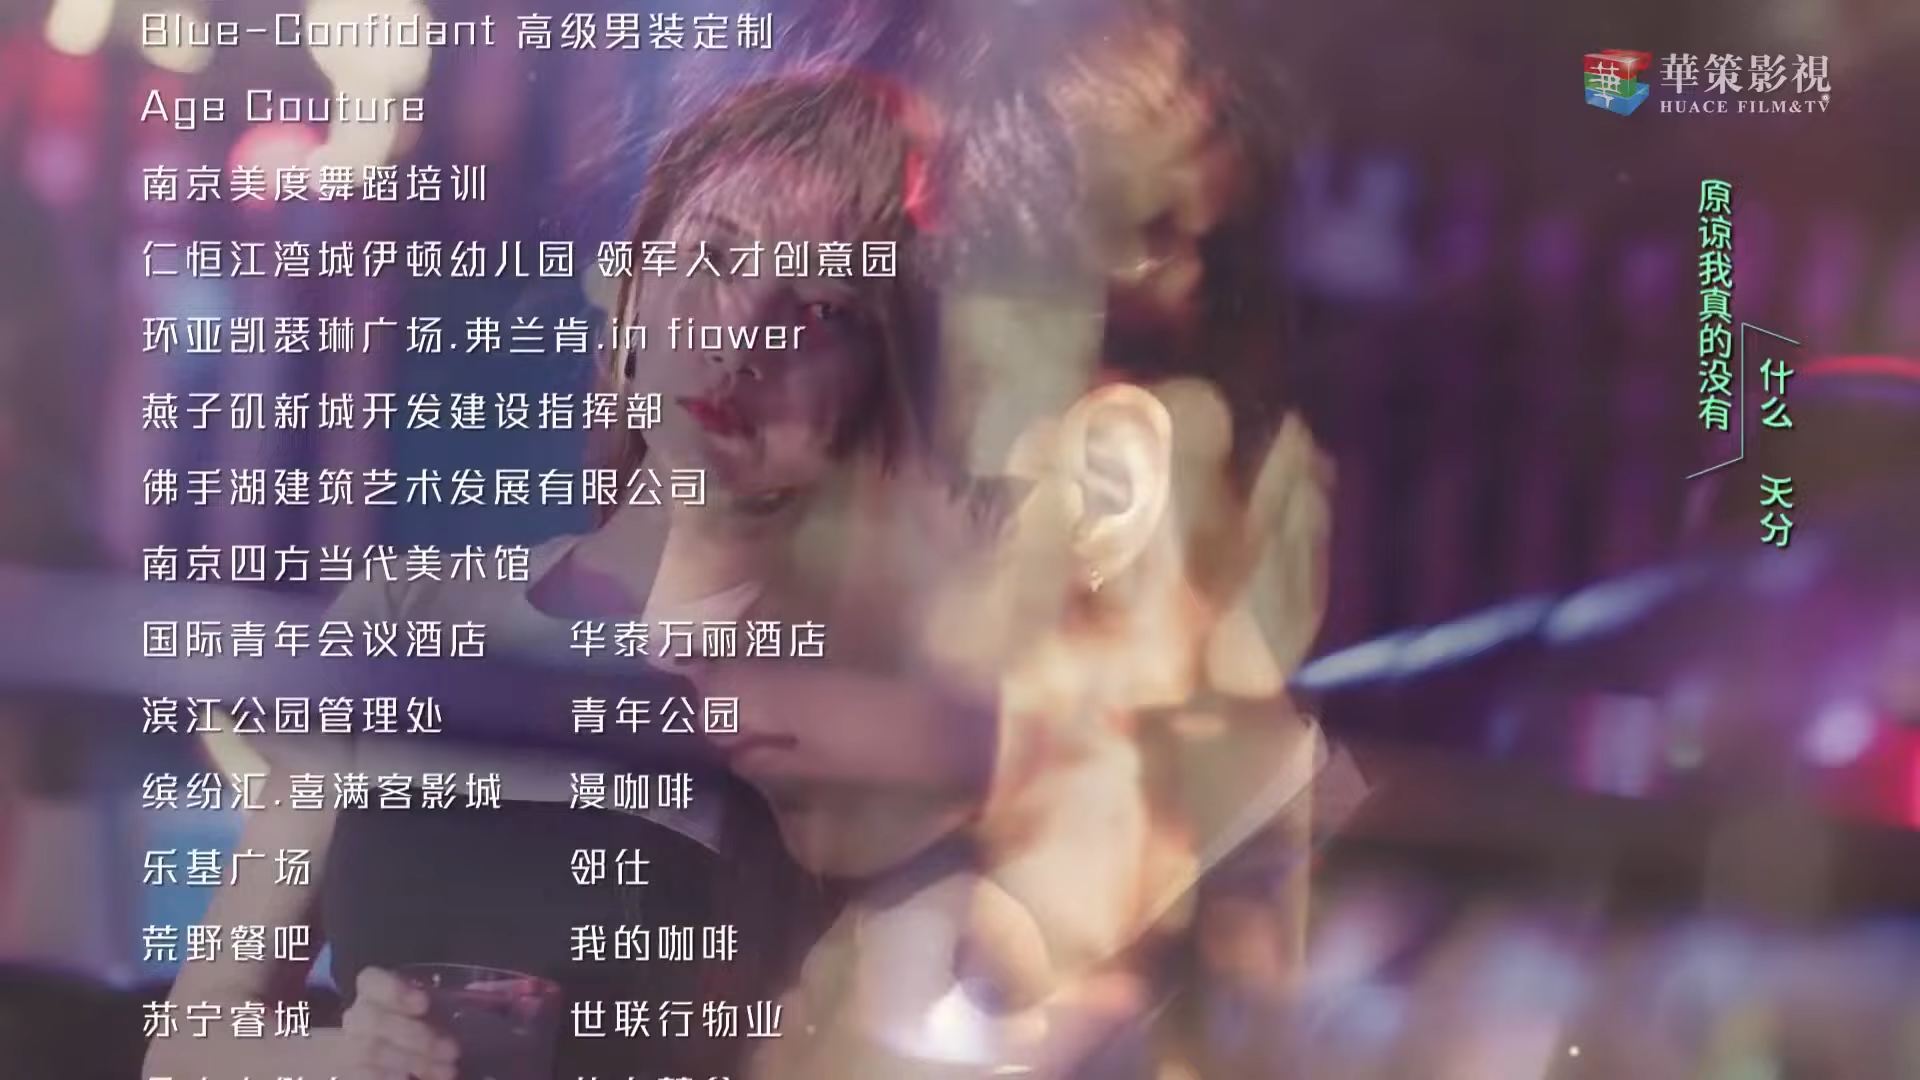 Blue-Confidant 高级男装定制
Age Couture
南京美度舞蹈培训
仁恒江湾城伊顿幼儿园 领军人才创意园
环亚凯瑟琳广场.弗兰肯.in fiower
燕子矶新城开发建设指挥部
佛手湖建筑艺术发展有限公司
南京四方当代美术馆
国际青年会议酒店 华泰万丽酒店
滨江公园管理处 青年公园
缤纷汇.喜满客影城 漫咖啡
乐基广场 邻仕
荒野餐吧 我的咖啡
苏宁睿城 世联行物业
華策影視
HUACE FILM&TV
原谅我真的没有
什么 天分